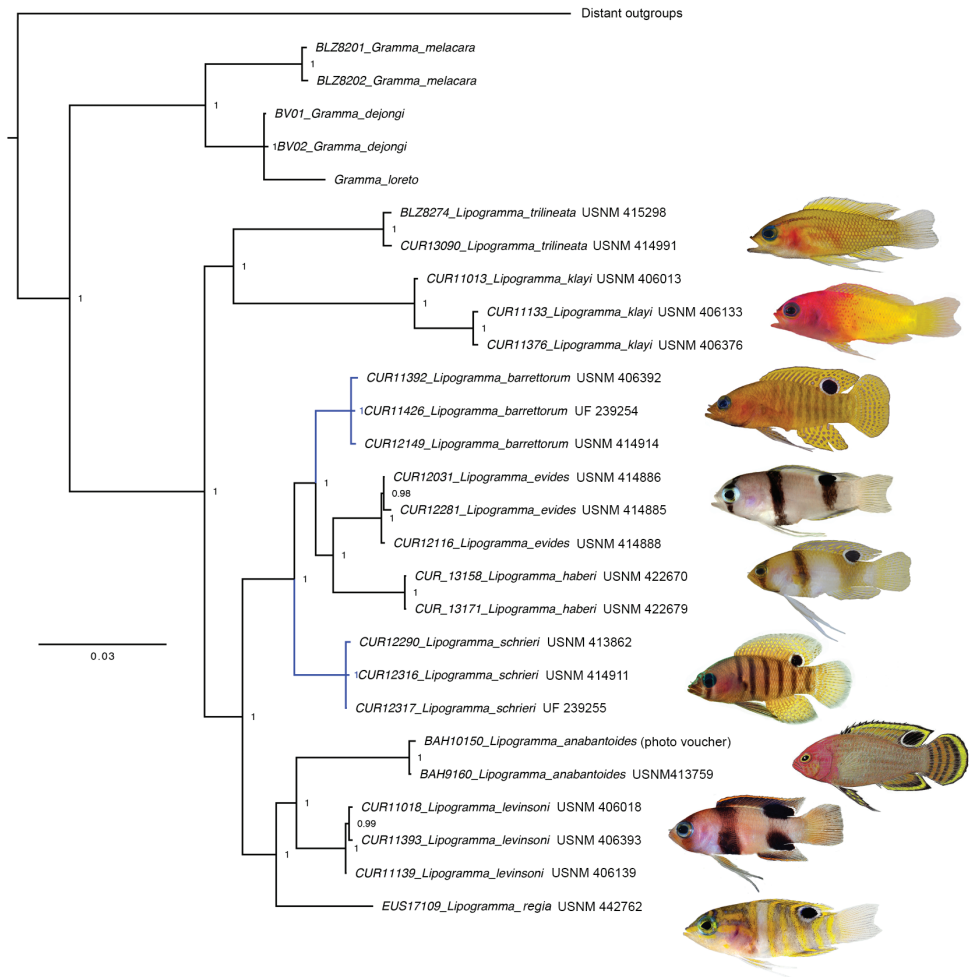 Distant outgroups
BLZ8201_Gramma_melacara
1
BLZ8202_Gramma_melacara
1
BV01_Gramma_dejongi
1BV02_Gramma_dejongi
Gramma_loreto
BLZ8274_Lipogramma_trilineata USNM 415298
1
CUR13090_Lipogramma_trilineata USNM 414991
1
CUR11013_Lipogramma_klayi USNM 406013
1
1
CUR11133_Lipogramma_klayi USNM 406133
1
CUR11376_Lipogramma_klayi USNM 406376
CUR11392_Lipogramma_barrettorum USNM 406392
1CUR11426_Lipogramma_barrettorum UF 239254
CUR12149_Lipogramma_barrettorum USNM 414914
CUR12031_Lipogramma_evides USNM 414886
1
0.98
1
CUR12281_Lipogramma_evides USNM 414885
1
CUR12116_Lipogramma_evides USNM 414888
1
CUR_13158_Lipogramma_haberi USNM 422670
1
1
CUR_13171_Lipogramma_haberi USNM 422679
CUR12290_Lipogramma_schrieri USNM 413862
0.03
1CUR12316_Lipogramma_schrieri USNM 414911
CUR12317_Lipogramma_schrieri UF 239255
1
BAH10150_Lipogramma_anabantoides (photo voucher)
1
BAH9160_Lipogramma_anabantoides USNM413759
1
CUR11018_Lipogramma_levinsoni USNM 406018
0.99
CUR11393_Lipogramma_levinsoni USNM 406393
1
1
CUR11139_Lipogramma_levinsoni USNM 406139
EUS17109_Lipogramma_regia USNM 442762